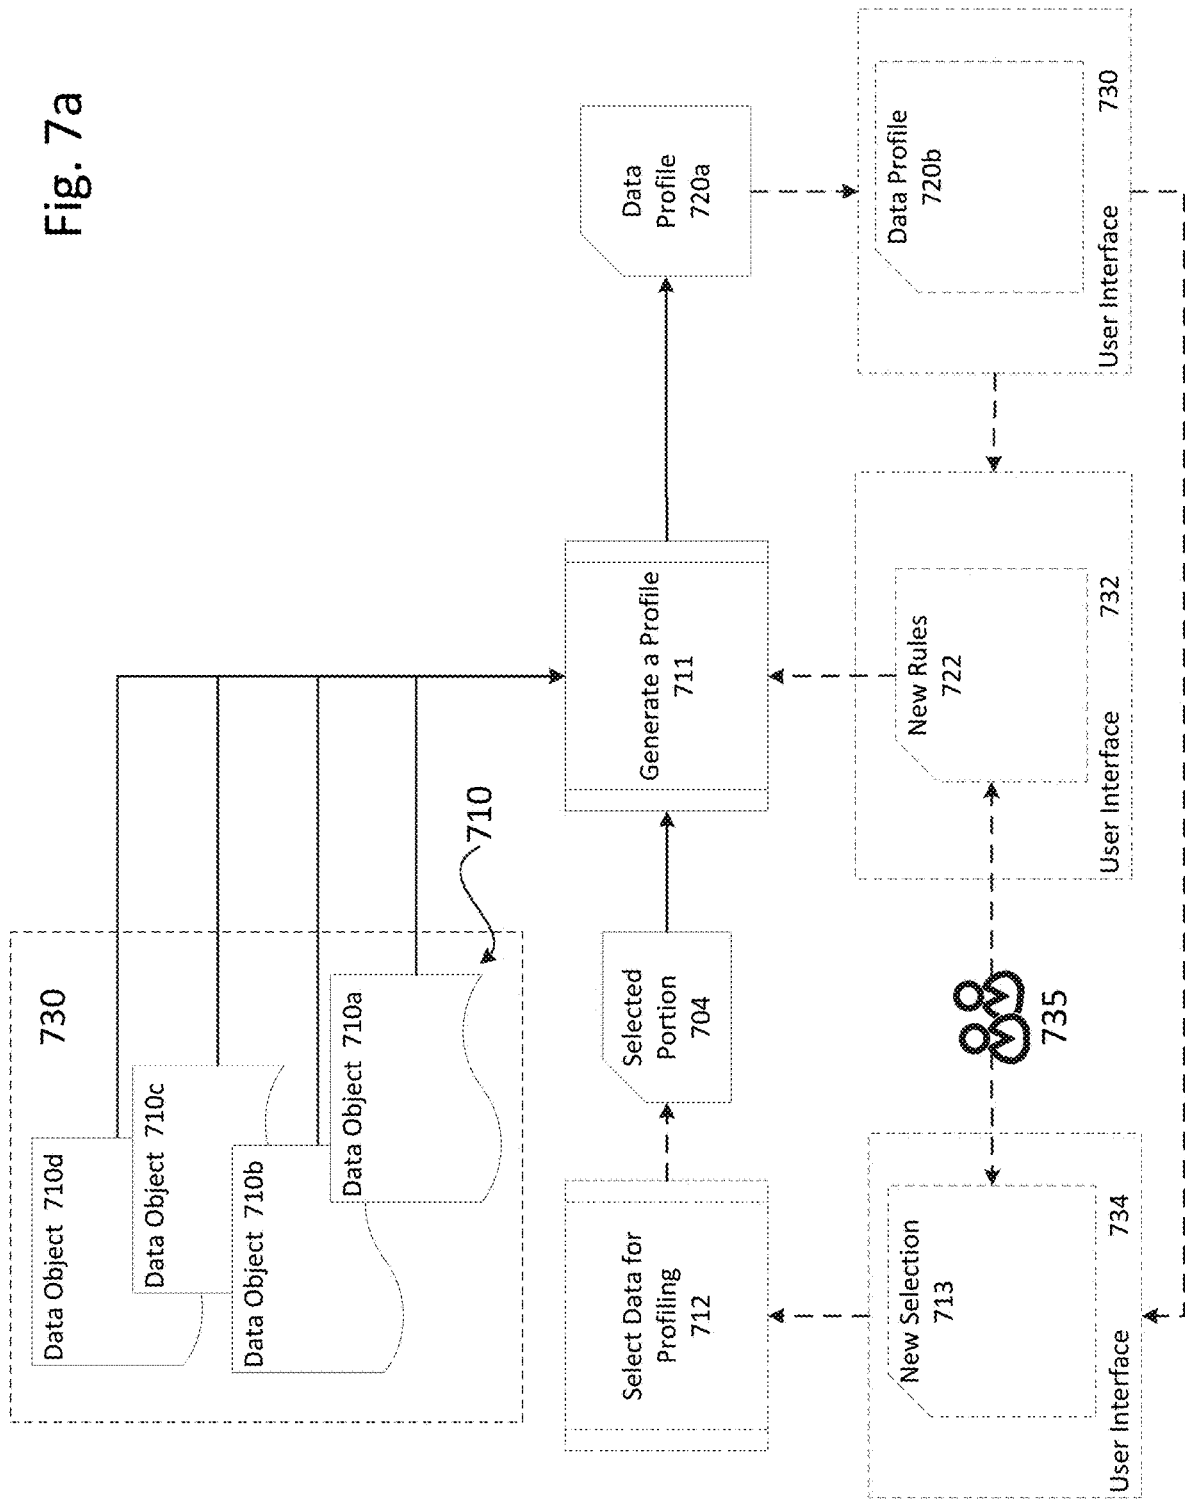 Fig. 7a
730
Data Object 710d
Data Object 710c
Data Object 710b
Data Object 710a
710
Select Data for
Profiling
712
Selected
Portion
704
Generate a Profile
711
Data
Profile
720a
New Selection
713
User Interface 734
735
New Rules
722
User Interface 732
Data Profile
720b
User Interface 730